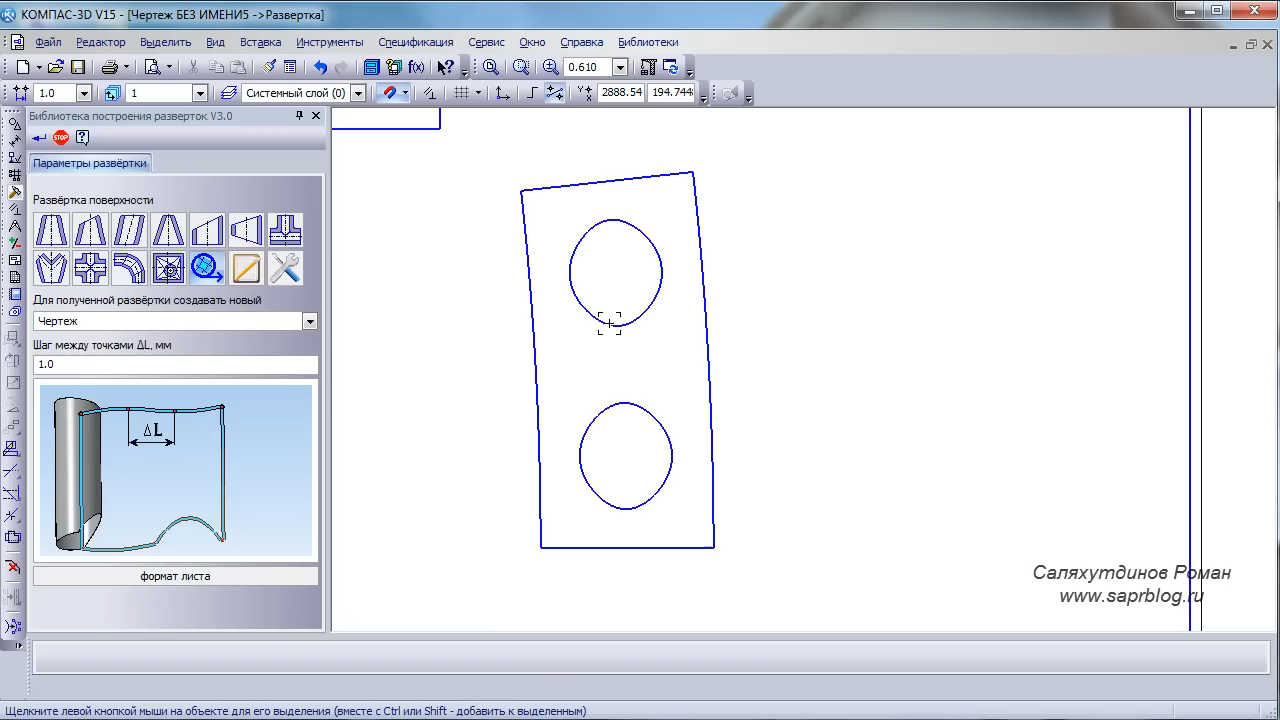 КОМПАС-3D V15 - [Чертеж БЕЗ ИМЕНИ5 ->Развертка]
Файл Редактор Выделить Вид Вставка Инструменты Спецификация Сервис Окно Справка Библиотеки
f(x) 0.610
1.0 1 Системный слой (0) 2888.54 194.744
Библиотека построения разверток V3.0
STOP
Параметры развёртки
Развёртка поверхности
Для полученной развёртки создавать новый
Чертеж
Шаг между точками ΔL, мм
1.0
ΔL
формат листа
Саляхутдинов Роман
www.saprblog.ru
Щелкните левой кнопкой мыши на объекте для его выделения (вместе с Ctrl или Shift - добавить к выделенным)